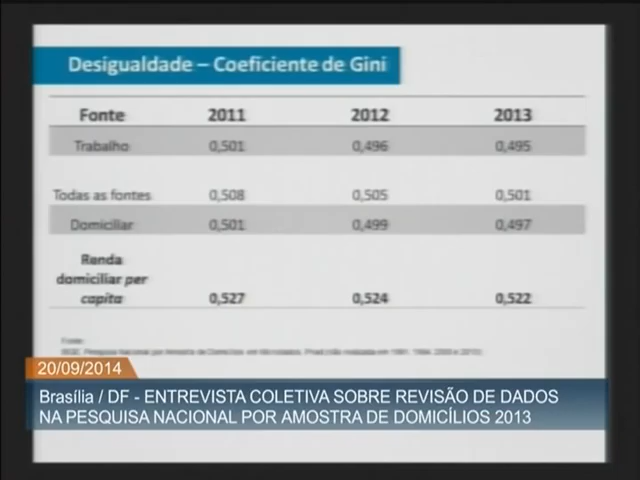 Desigualdade – Coeficiente de Gini
Fonte 2011 2012 2013
Trabalho 0,501 0,496 0,495
Todas as fontes 0,508 0,505 0,501
Domiciliar 0,501 0,499 0,497
Renda
domiciliar per
capita 0,527 0,524 0,522
Fonte:
20/09/2014
Brasília / DF - ENTREVISTA COLETIVA SOBRE REVISÃO DE DADOS
NA PESQUISA NACIONAL POR AMOSTRA DE DOMICÍLIOS 2013